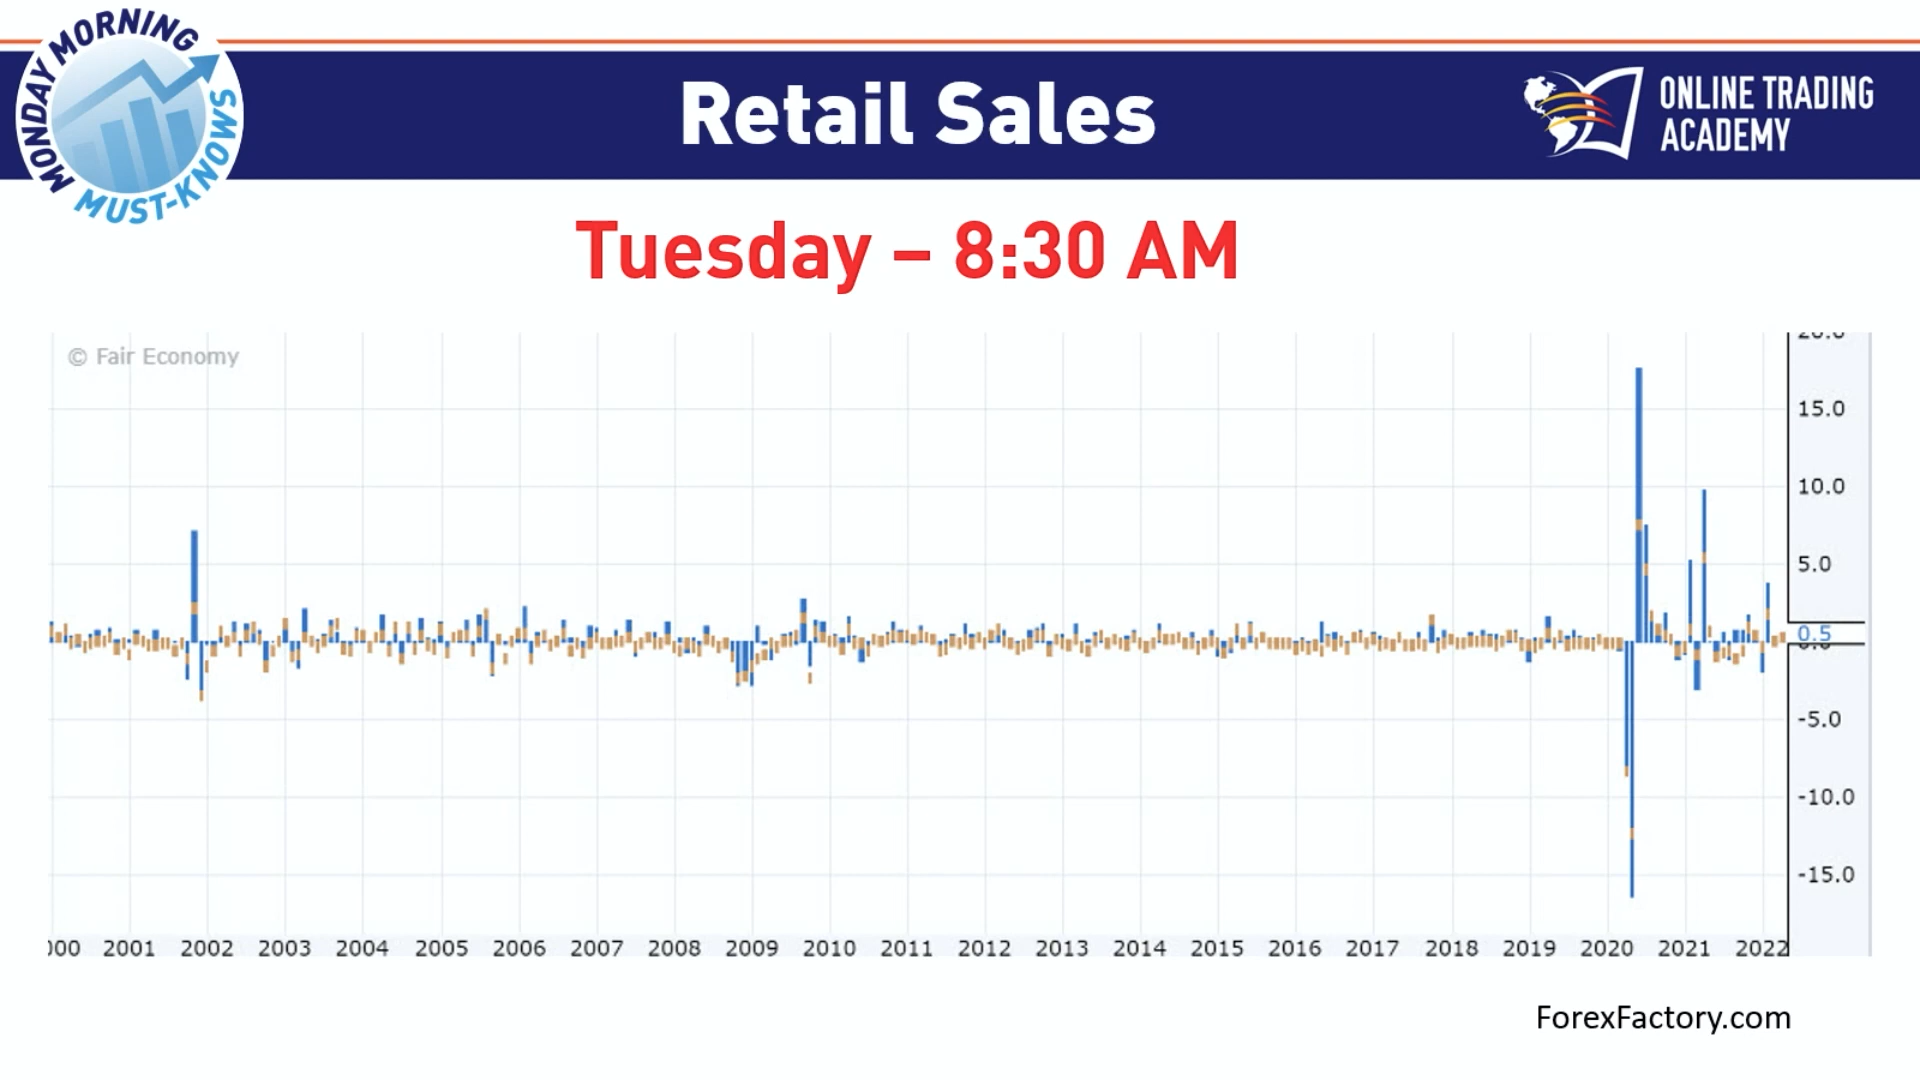 MONDAY MORNING
MUST-KNOWS
Retail Sales
ONLINE TRADING
ACADEMY
Tuesday – 8:30 AM
© Fair Economy
15.0
10.0
5.0
0.5
-5.0
-10.0
-15.0
2001 2002 2003 2004 2005 2006 2007 2008 2009 2010 2011 2012 2013 2014 2015 2016 2017 2018 2019 2020 2021 2022
ForexFactory.com